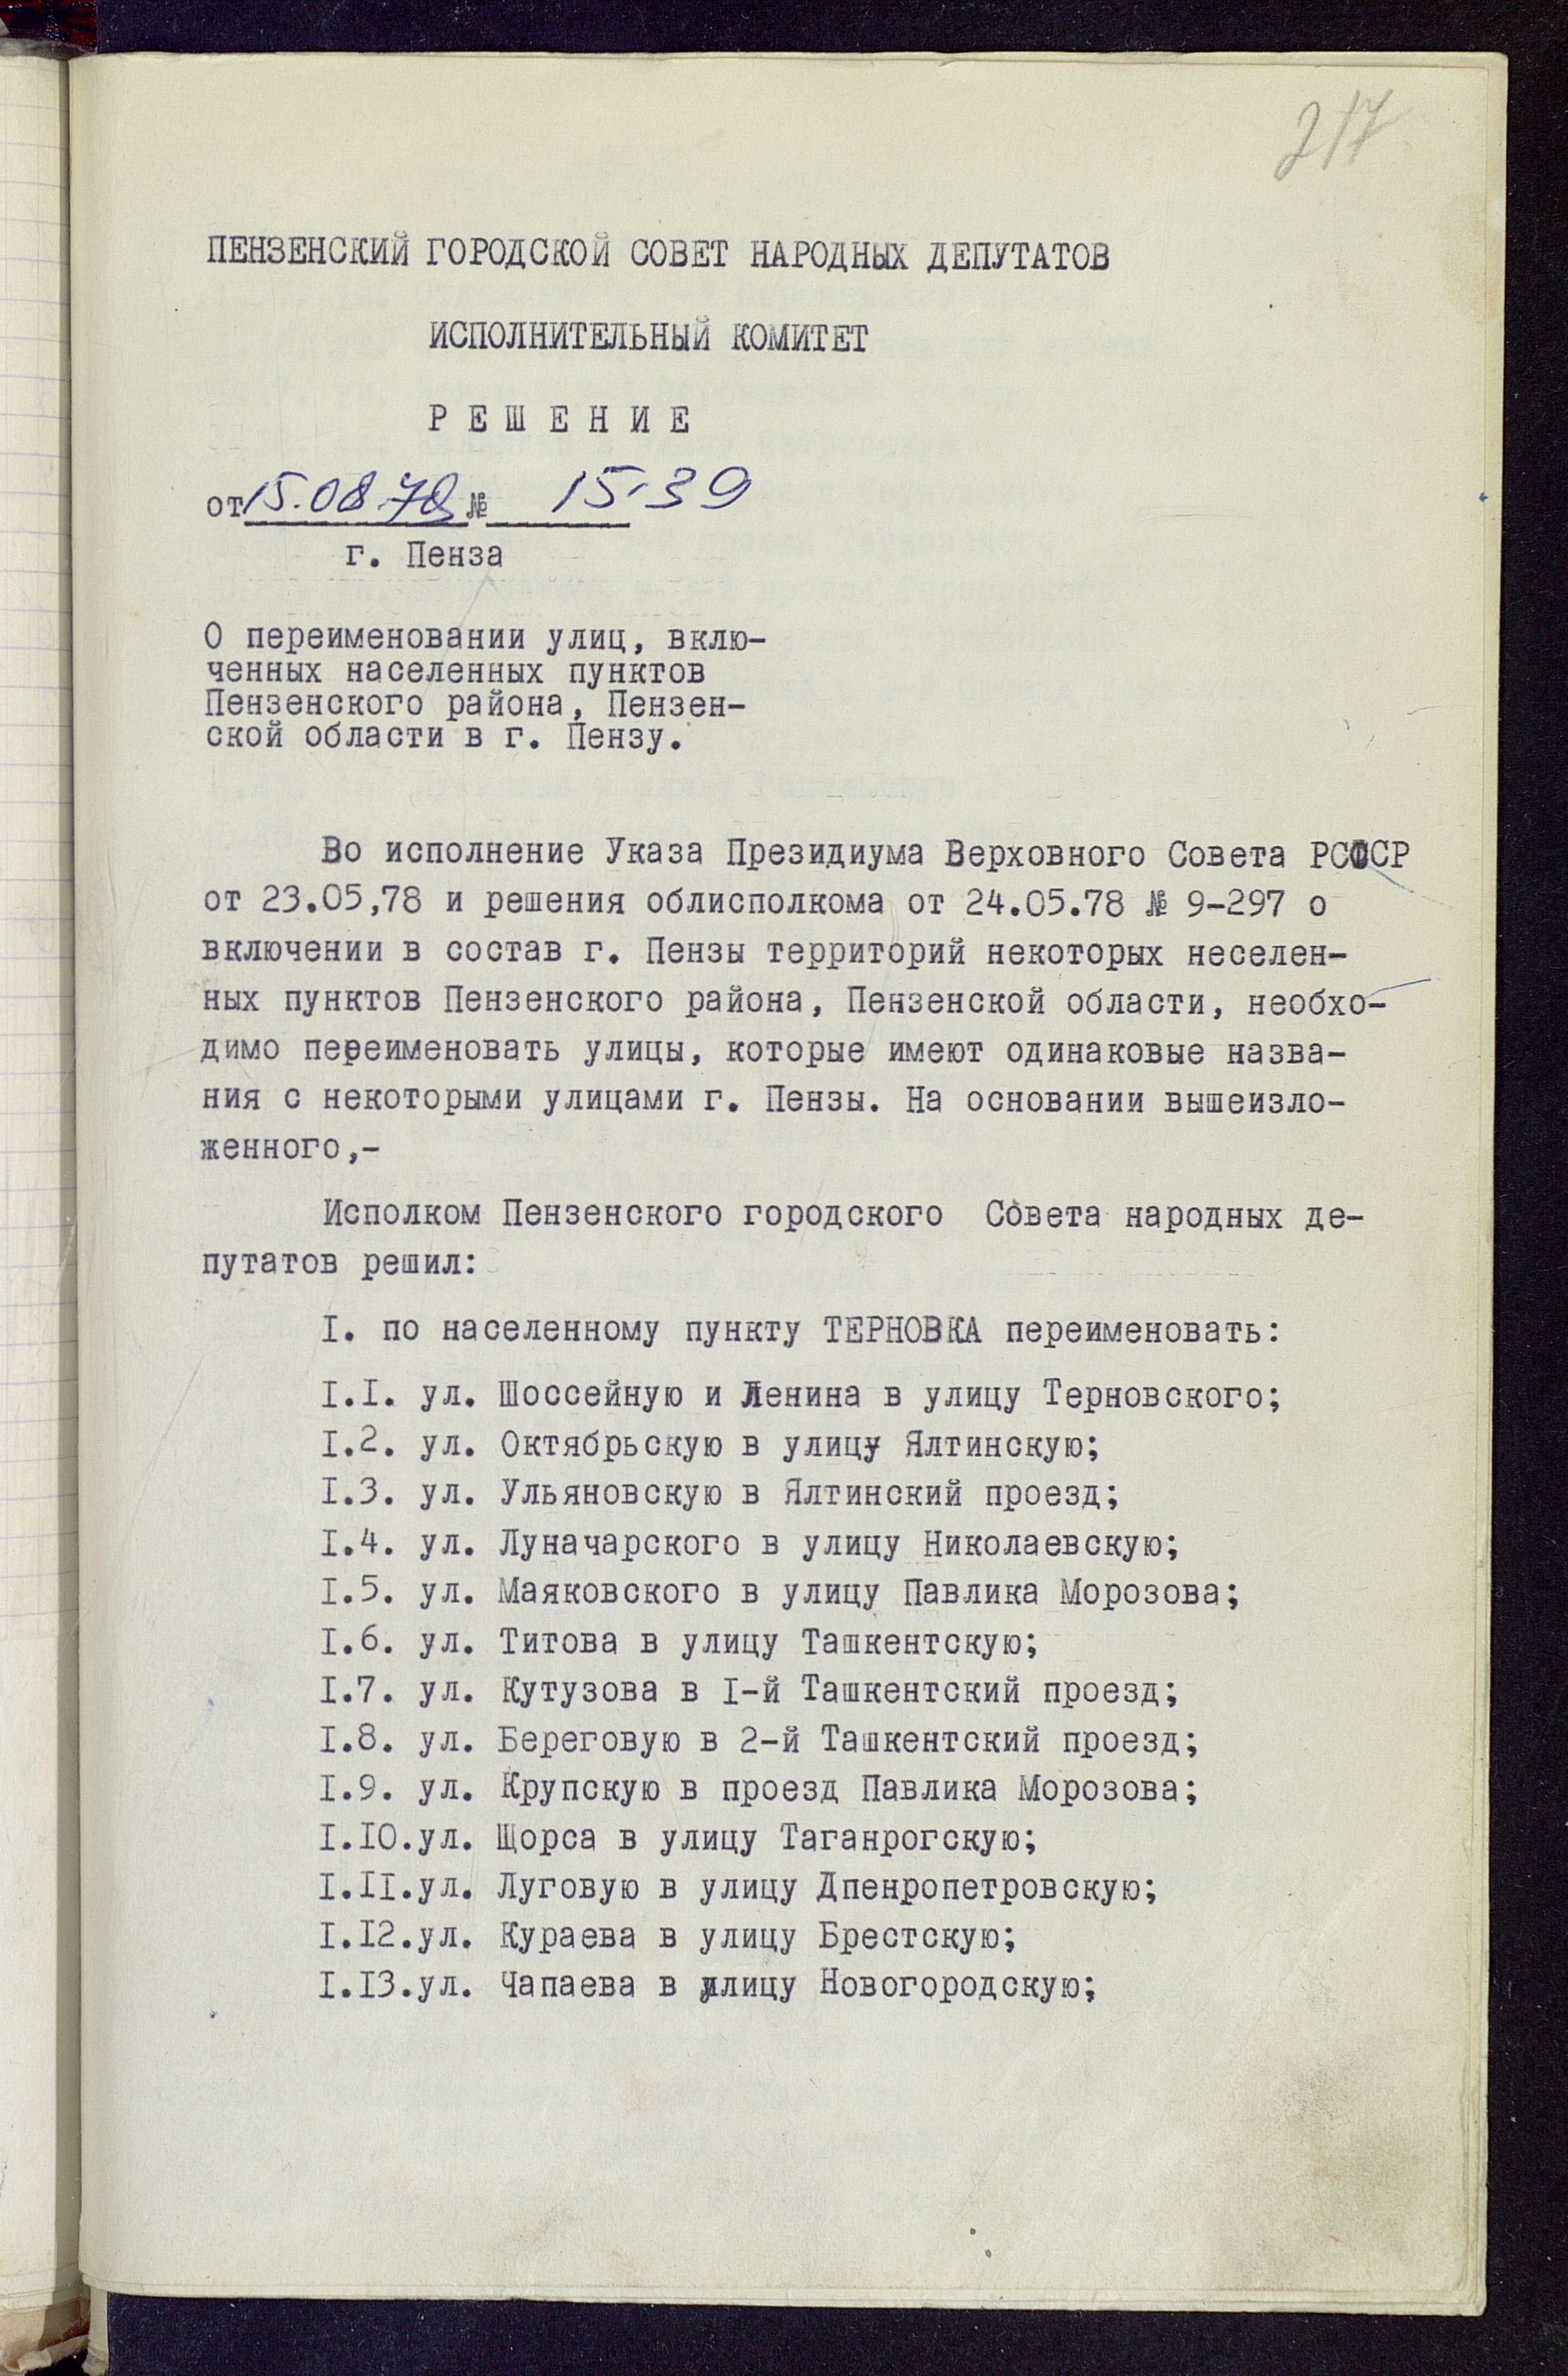 217
ПЕНЗЕНСКИЙ ГОРОДСКОЙ СОВЕТ НАРОДНЫХ ДЕПУТАТОВ
ИСПОЛНИТЕЛЬНЫЙ КОМИТЕТ
Р Е Ш Е Н И Е
от 15.08.78 № 15-39
г. Пенза
О переименовании улиц, вклю-
ченных населенных пунктов
Пензенского района, Пензен-
ской области в г. Пензу.
Во исполнение Указа Президиума Верховного Совета РСФСР
от 23.05,78 и решения облисполкома от 24.05.78 № 9-297 о
включении в состав г. Пензы территорий некоторых неселен-
ных пунктов Пензенского района, Пензенской области, необхо-
димо переименовать улицы, которые имеют одинаковые назва-
ния с некоторыми улицами г. Пензы. На основании вышеизло-
женного,-
Исполком Пензенского городского Совета народных де-
путатов решил:
I. по населенному пункту ТЕРНОВКА переименовать:
I.I. ул. Шоссейную и Ленина в улицу Терновского;
I.2. ул. Октябрьскую в улицу Ялтинскую;
I.3. ул. Ульяновскую в Ялтинский проезд;
I.4. ул. Луначарского в улицу Николаевскую;
I.5. ул. Маяковского в улицу Павлика Морозова;
I.6. ул. Титова в улицу Ташкентскую;
I.7. ул. Кутузова в I-й Ташкентский проезд;
I.8. ул. Береговую в 2-й Ташкентский проезд;
I.9. ул. Крупскую в проезд Павлика Морозова;
I.IO.ул. Щорса в улицу Таганрогскую;
I.II.ул. Луговую в улицу Дпенропетровскую;
I.I2.ул. Кураева в улицу Брестскую;
I.I3.ул. Чапаева в улицу Новогородскую;